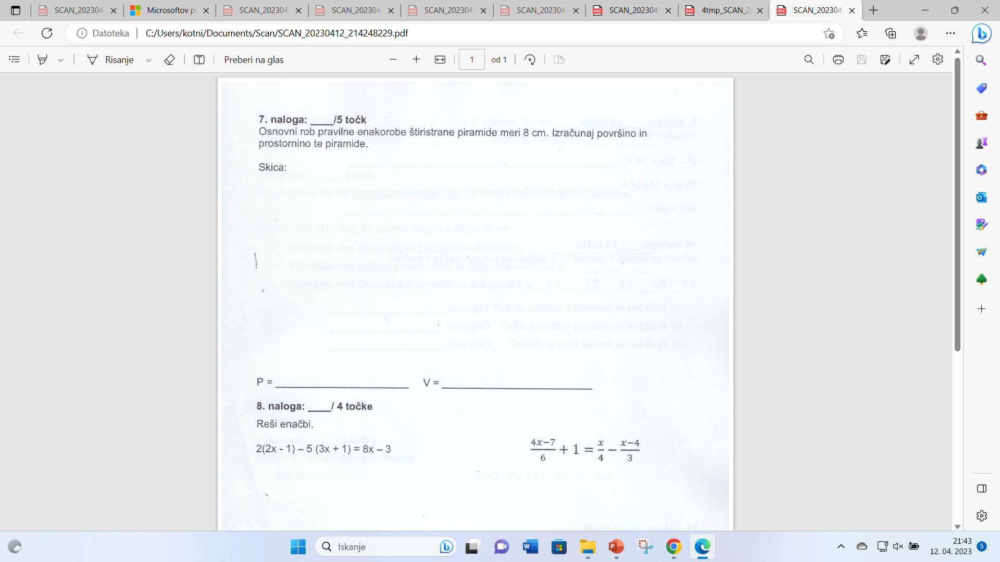 SCAN_202304
Microsoftov po
SCAN_202304
SCAN_202304
SCAN_202304
SCAN_202304
SCAN_202304
4tmp_SCAN_2
SCAN_202304
Datoteka
C:/Users/kotni/Documents/Scan/SCAN_20230412_214248229.pdf
Risanje
Preberi na glas
1
od 1
7. naloga: ____/5 točk
Osnovni rob pravilne enakorobe štiristrane piramide meri 8 cm. Izračunaj površino in
prostornino te piramide.
Skica:
P = ____________________ V = ____________________
8. naloga: ____/ 4 točke
Reši enačbi.
2(2x - 1) – 5 (3x + 1) = 8x – 3
4x−7/6 + 1 = x/4 − x−4/3
Iskanje
21:43
12. 04. 2023
5